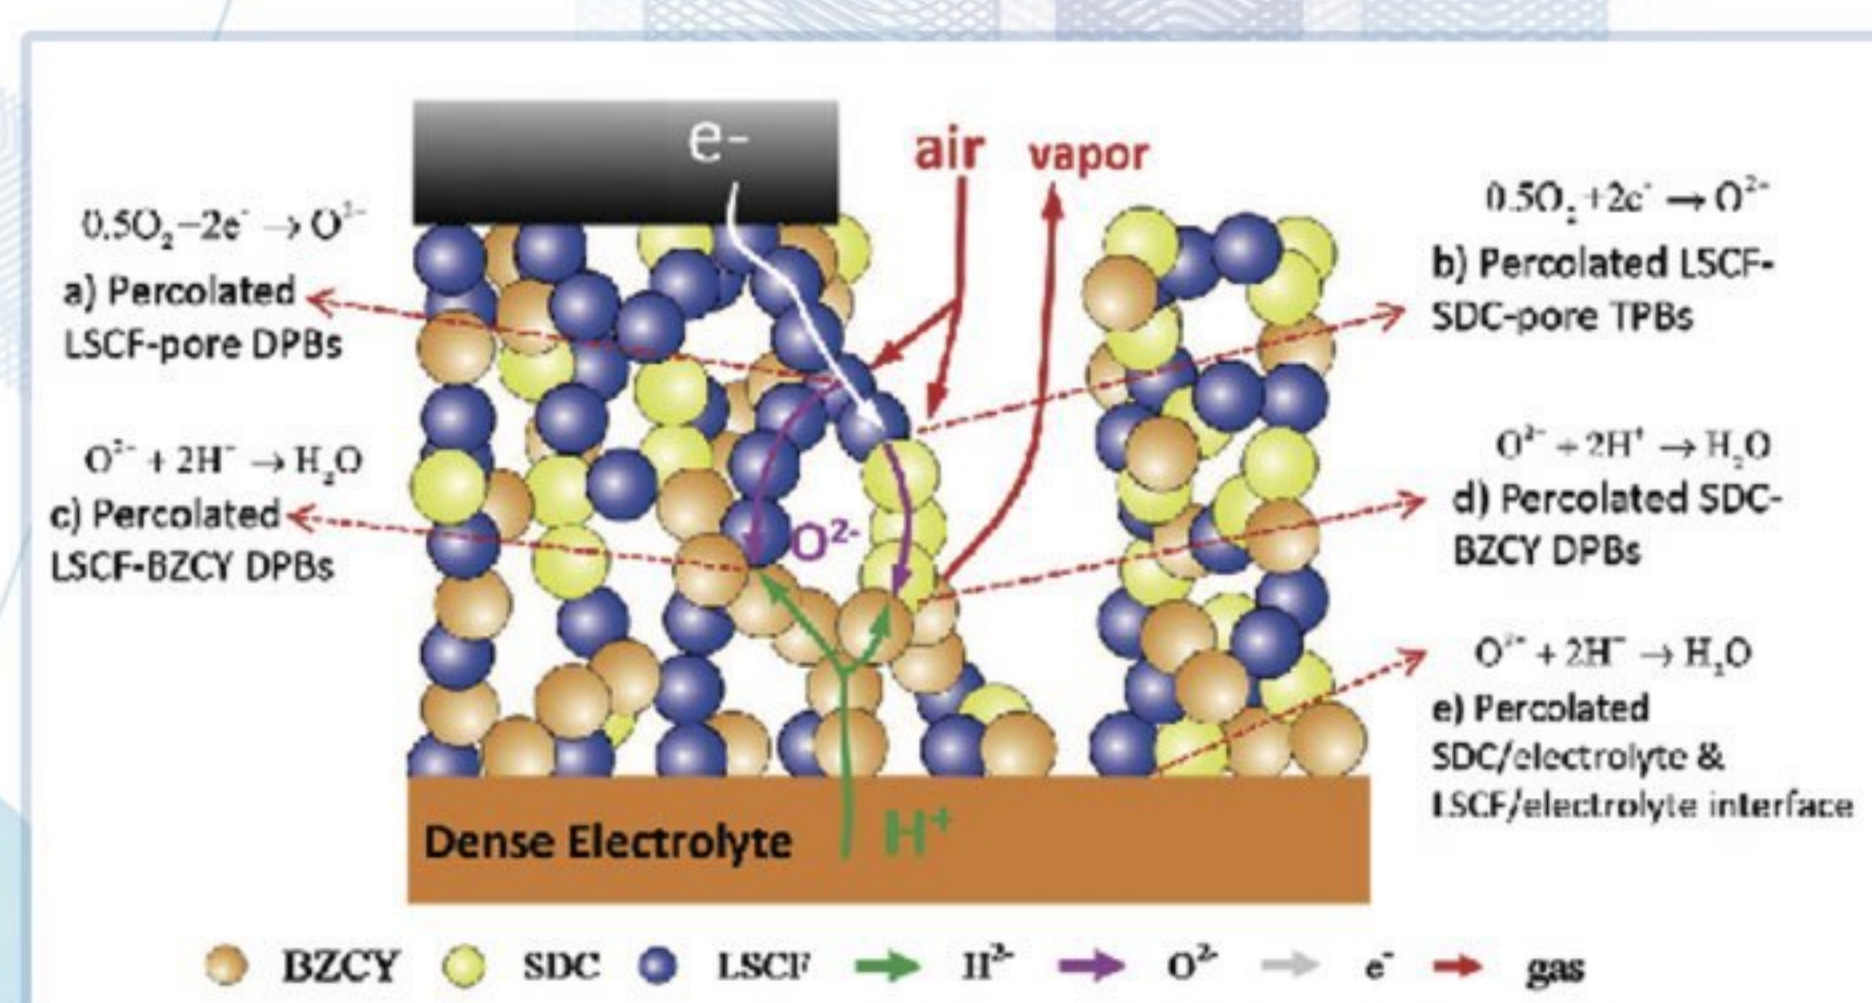 e-
air vapor
0.5O₂−2e⁻ → O²⁻
a) Percolated
LSCF-pore DPBs
0.5O₂ +2e⁻ → O²⁻
b) Percolated LSCF-
SDC-pore TPBs
O²⁻ + 2H⁻ → H₂O
c) Percolated
LSCF-BZCY DPBs
O²⁻
O²⁻ + 2H⁺ → H₂O
d) Percolated SDC-
BZCY DPBs
O²⁻ + 2H⁻ → H₂O
e) Percolated
SDC/electrolyte &
LSCF/electrolyte interface
Dense Electrolyte H⁺
BZCY SDC LSCF H²⁻ O²⁻ e⁻ gas